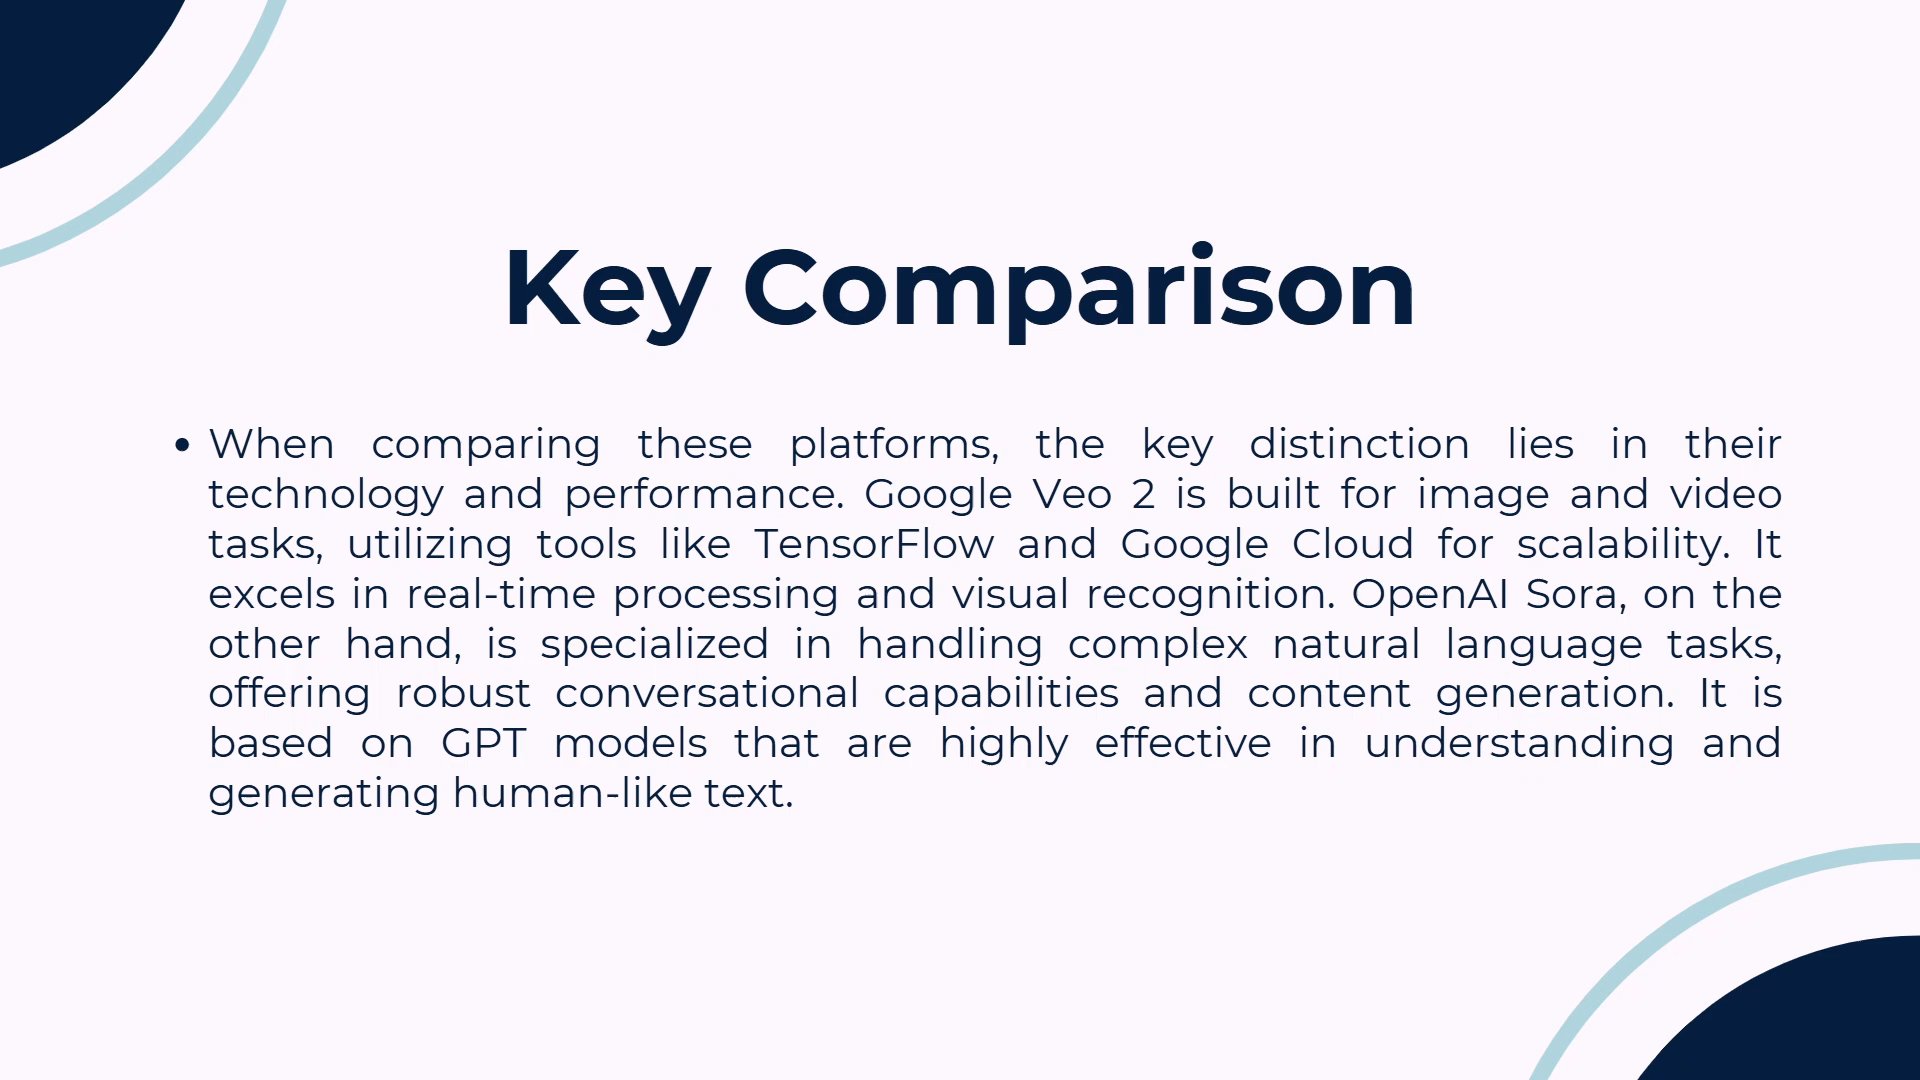 Key Comparison
• When comparing these platforms, the key distinction lies in their
technology and performance. Google Veo 2 is built for image and video
tasks, utilizing tools like TensorFlow and Google Cloud for scalability. It
excels in real-time processing and visual recognition. OpenAI Sora, on the
other hand, is specialized in handling complex natural language tasks,
offering robust conversational capabilities and content generation. It is
based on GPT models that are highly effective in understanding and
generating human-like text.